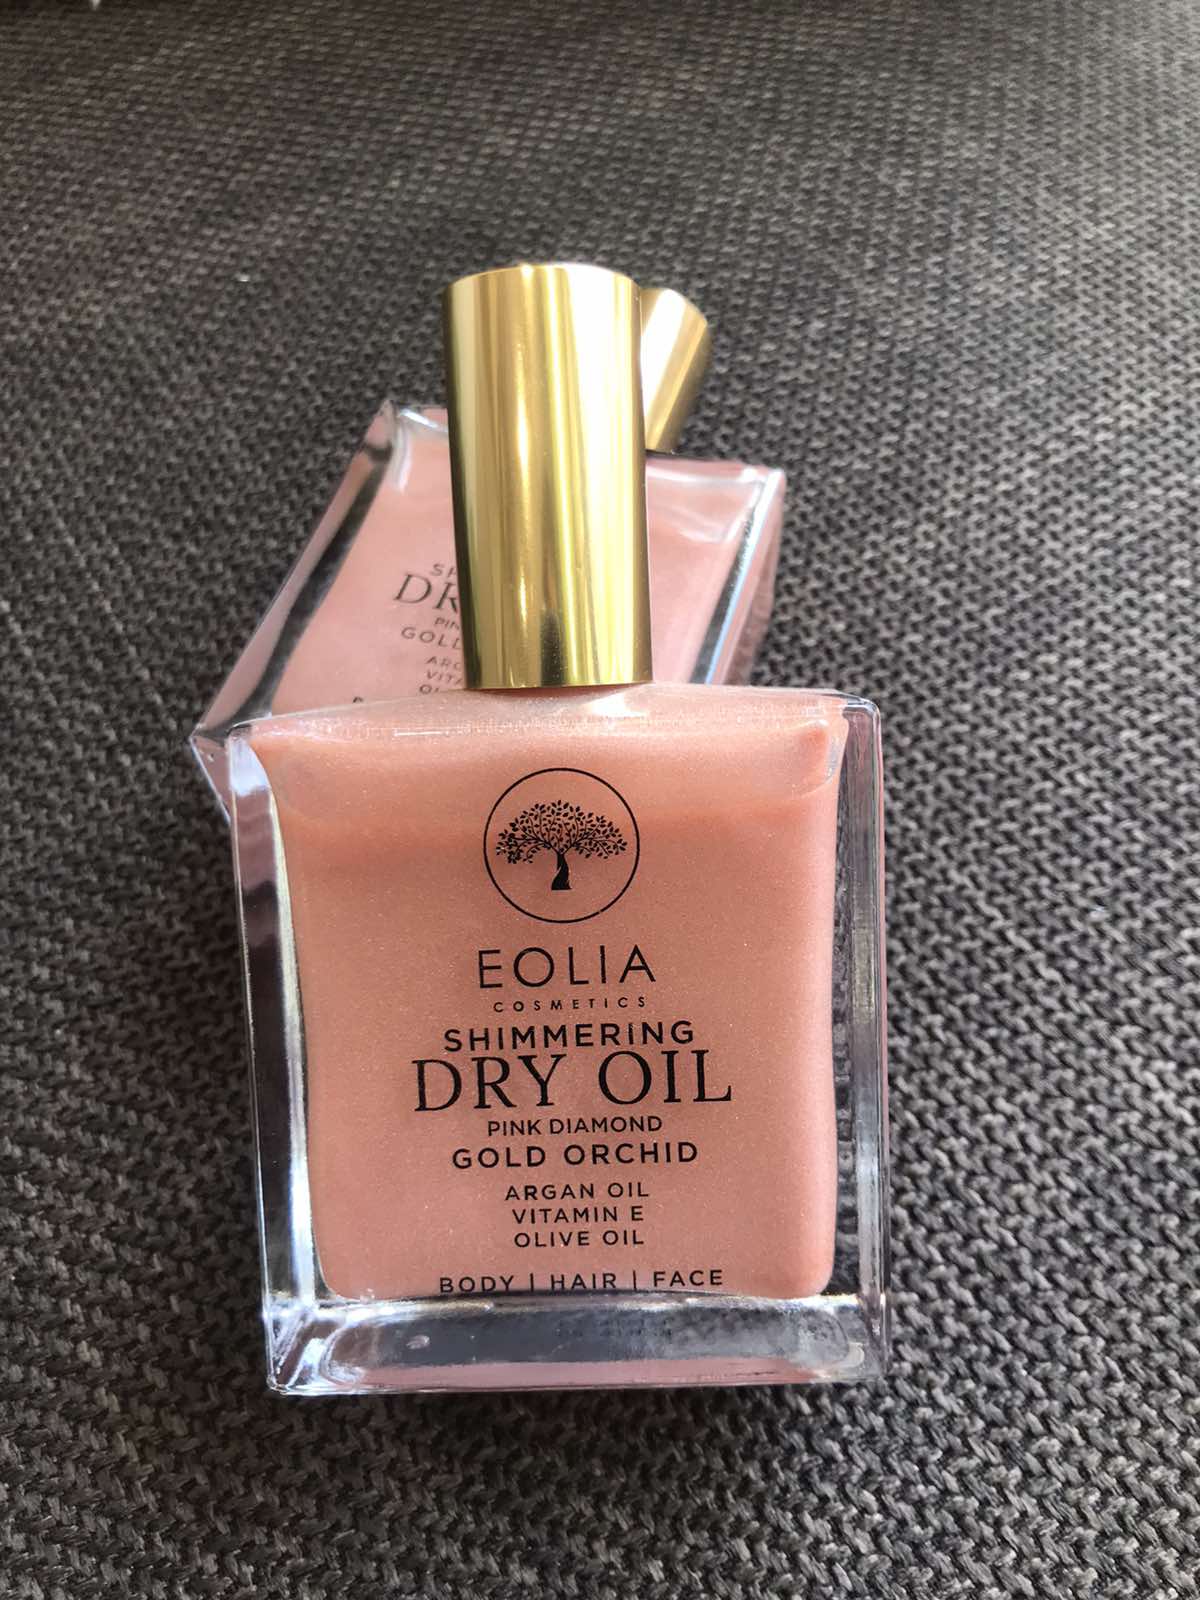 EOLIA
COSMETICS
SHIMMERING
DRY OIL
PINK DIAMOND
GOLD ORCHID
ARGAN OIL
VITAMIN E
OLIVE OIL
BODY | HAIR | FACE